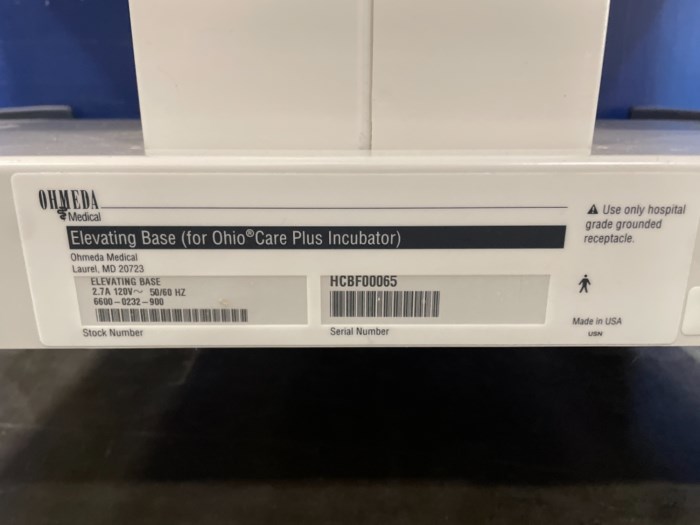 OHMEDA
Medical
Elevating Base (for Ohio®Care Plus Incubator)
Ohmeda Medical
Laurel, MD 20723
ELEVATING BASE
2.7A 120V~ 50/60 HZ
6600-0232-900
Stock Number
HCBF00065
Serial Number
⚠ Use only hospital
grade grounded
receptacle.
Made in USA